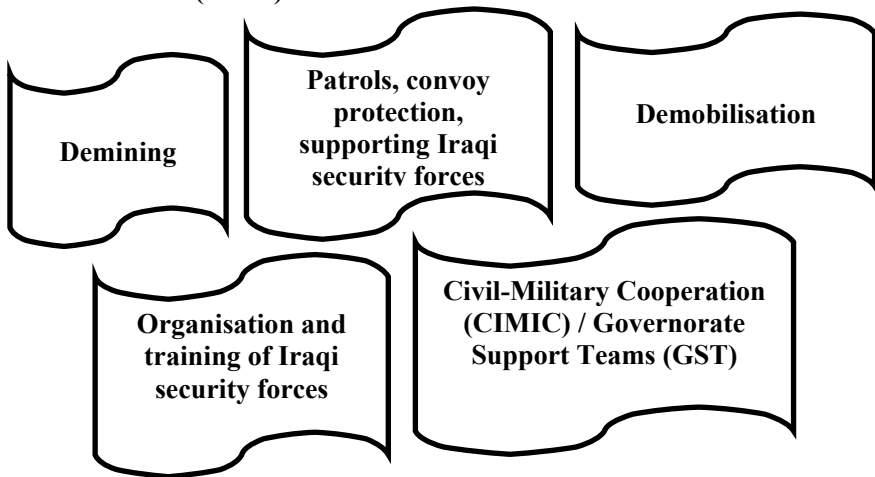 Demining
Patrols, convoy
protection,
supporting Iraqi
security forces
Demobilisation
Organisation and
training of Iraqi
security forces
Civil-Military Cooperation
(CIMIC) / Governorate
Support Teams (GST)